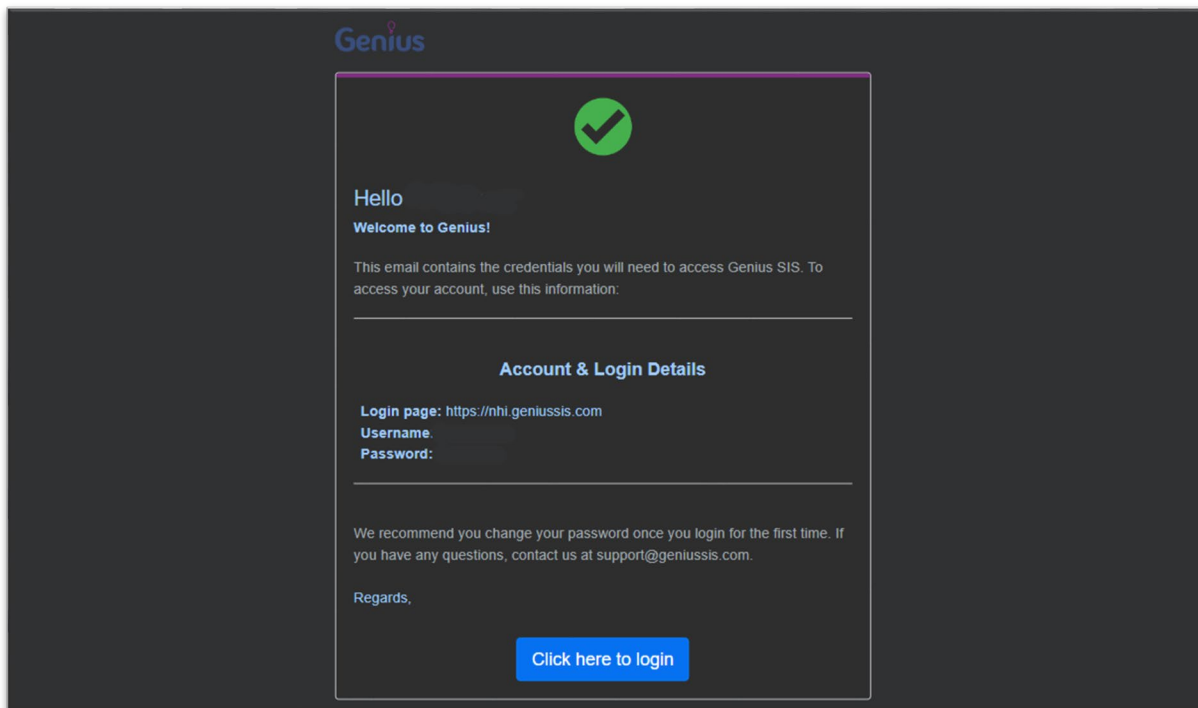 Genius
Hello
Welcome to Genius!
This email contains the credentials you will need to access Genius SIS. To
access your account, use this information:
Account & Login Details
Login page: https://nhi.geniussis.com
Username.
Password:
We recommend you change your password once you login for the first time. If
you have any questions, contact us at support@geniussis.com.
Regards,
Click here to login